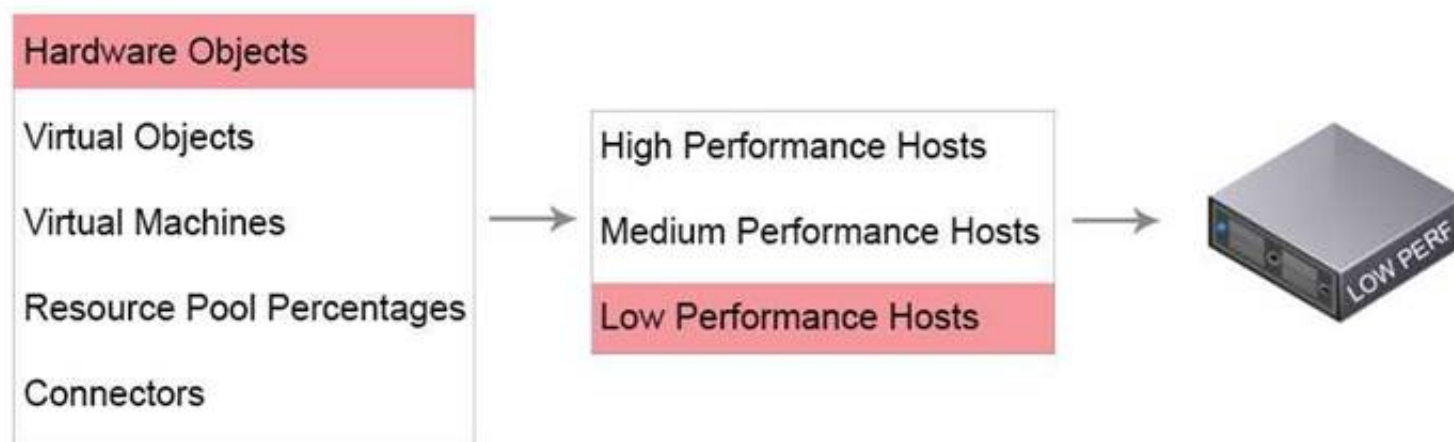 Hardware Objects
Virtual Objects
Virtual Machines
Resource Pool Percentages
Connectors
High Performance Hosts
Medium Performance Hosts
Low Performance Hosts
LOW PERF